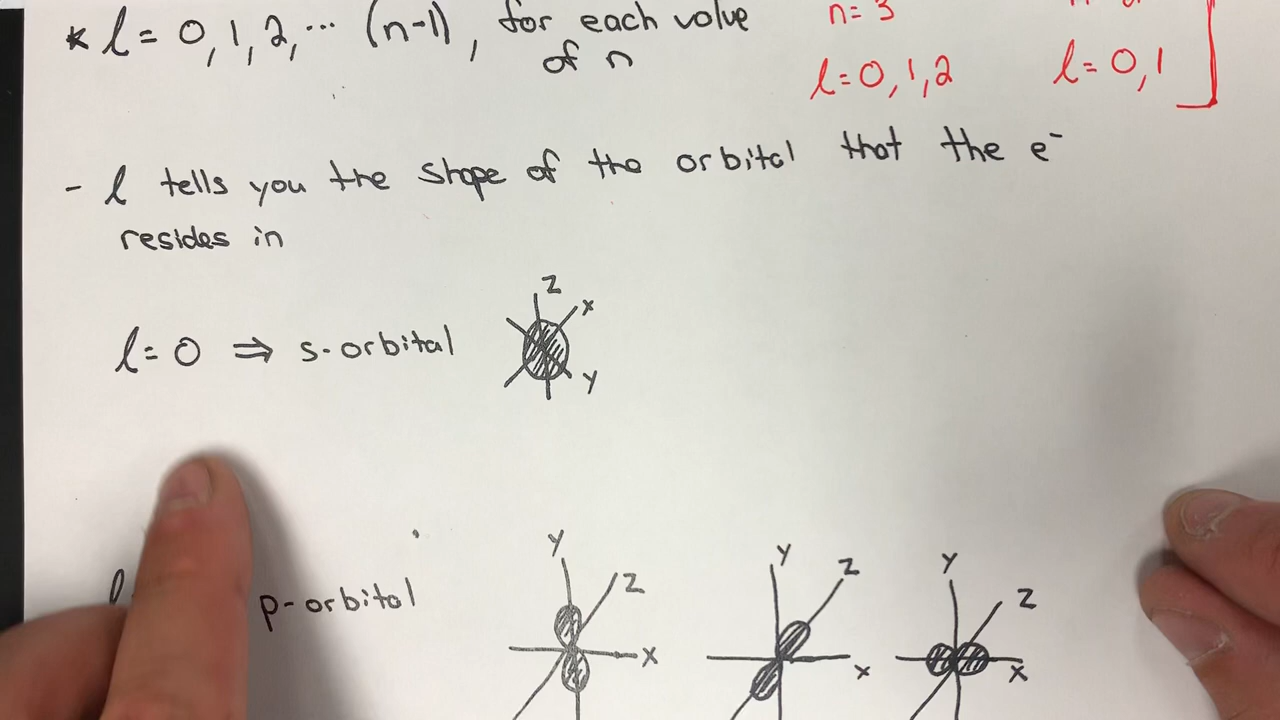 * l = 0, 1, 2, ... (n-1), for each value
of n
n = 3
l = 0, 1, 2
l = 0, 1
- l tells you the shape of the orbital that the e⁻
resides in
l = 0 ⇒ s-orbital
z
x
y
p-orbital
y
z
x
y
z
x
y
z
x